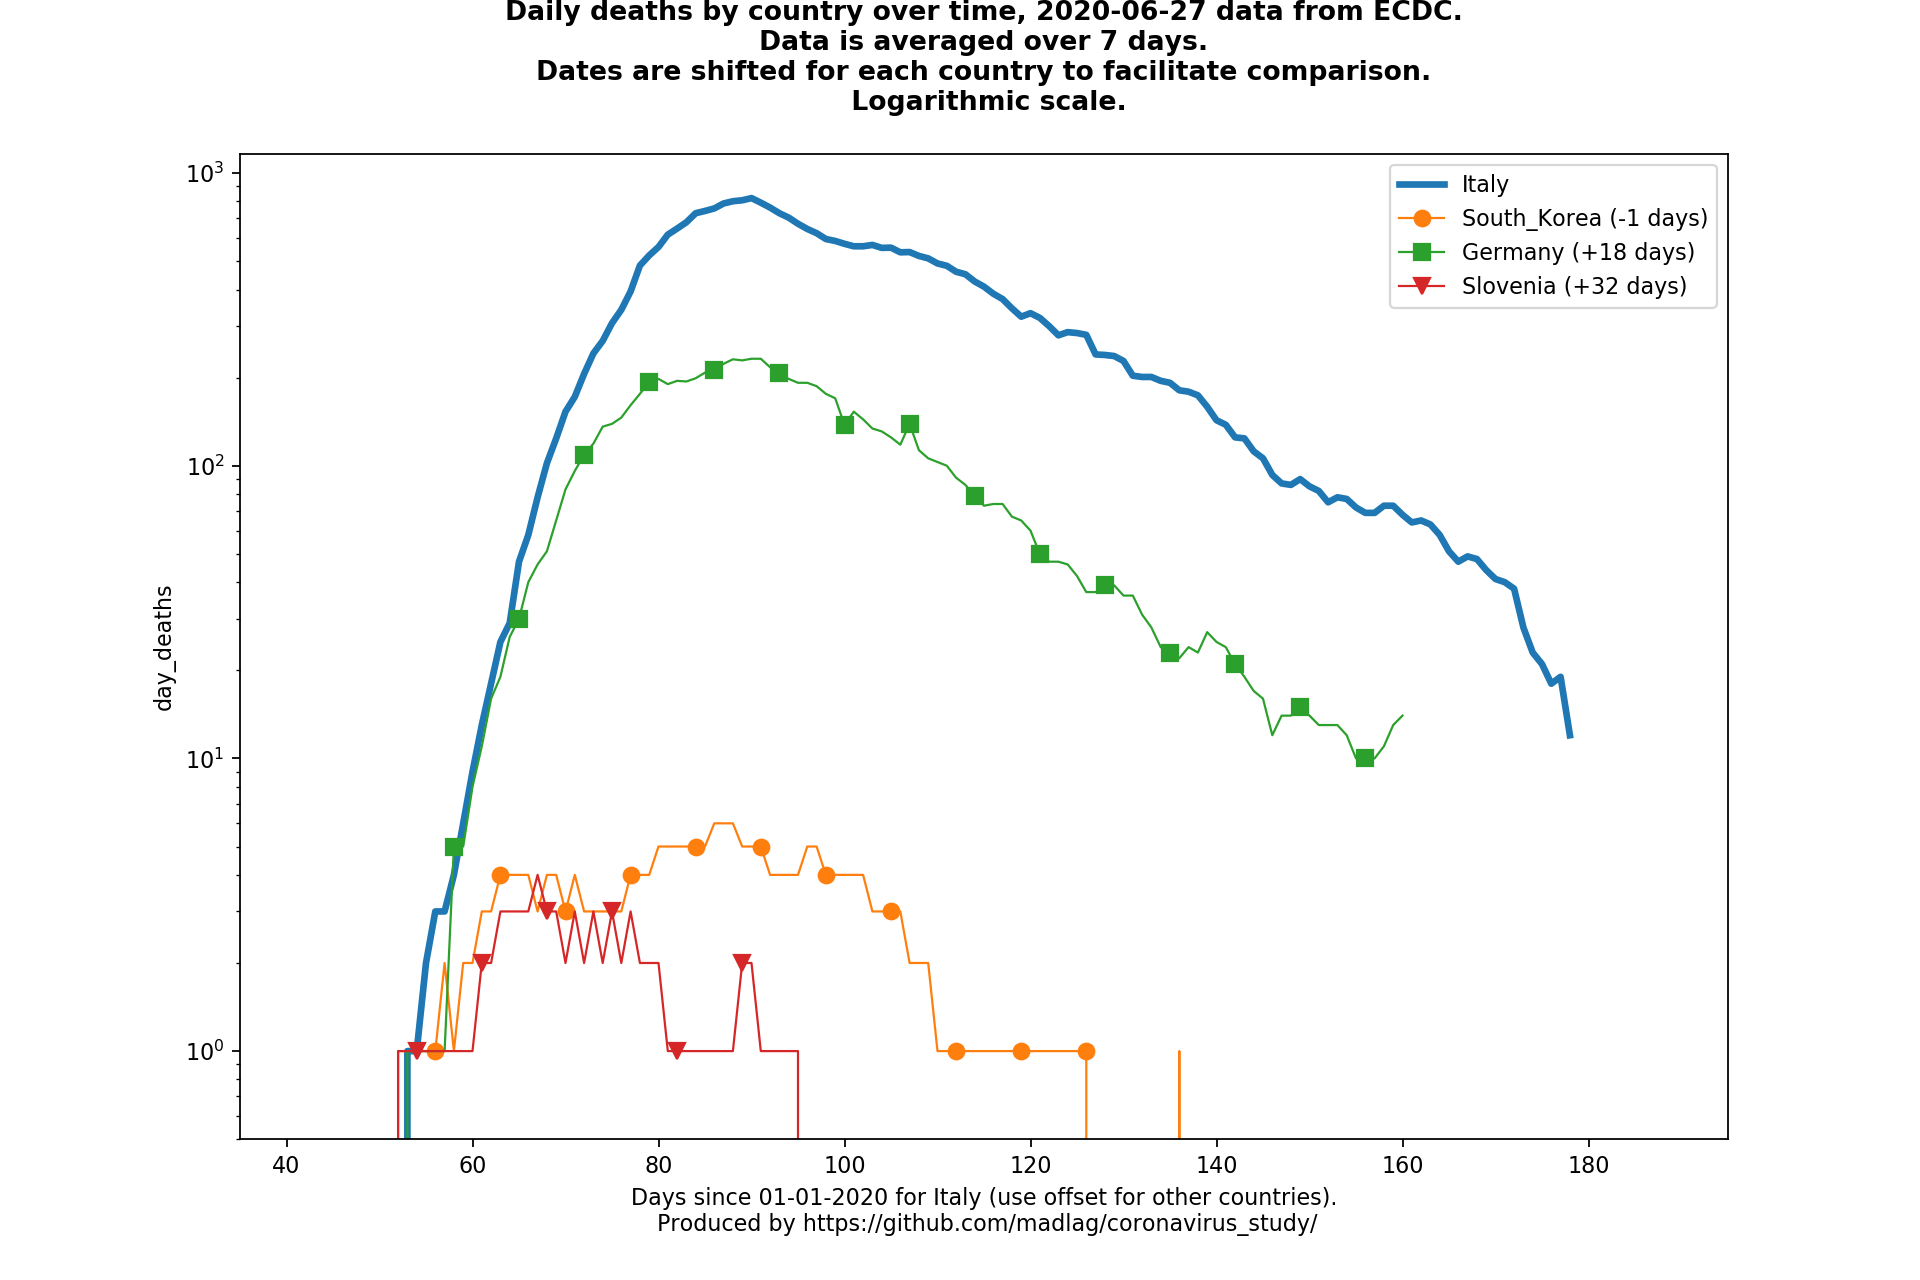 Daily deaths by country over time, 2020-06-27 data from ECDC.
Data is averaged over 7 days.
Dates are shifted for each country to facilitate comparison.
Logarithmic scale.
10³
10²
10¹
10⁰
day_deaths
Italy
South_Korea (-1 days)
Germany (+18 days)
Slovenia (+32 days)
40 60 80 100 120 140 160 180
Days since 01-01-2020 for Italy (use offset for other countries).
Produced by https://github.com/madlag/coronavirus_study/